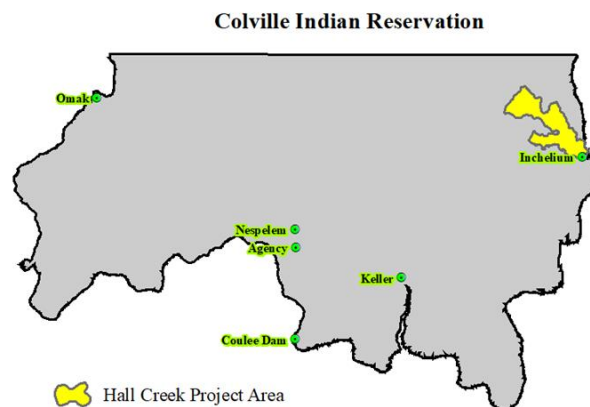 Colville Indian Reservation
Omak
Inchelium
Nespelem
Agency
Keller
Coulee Dam
Hall Creek Project Area